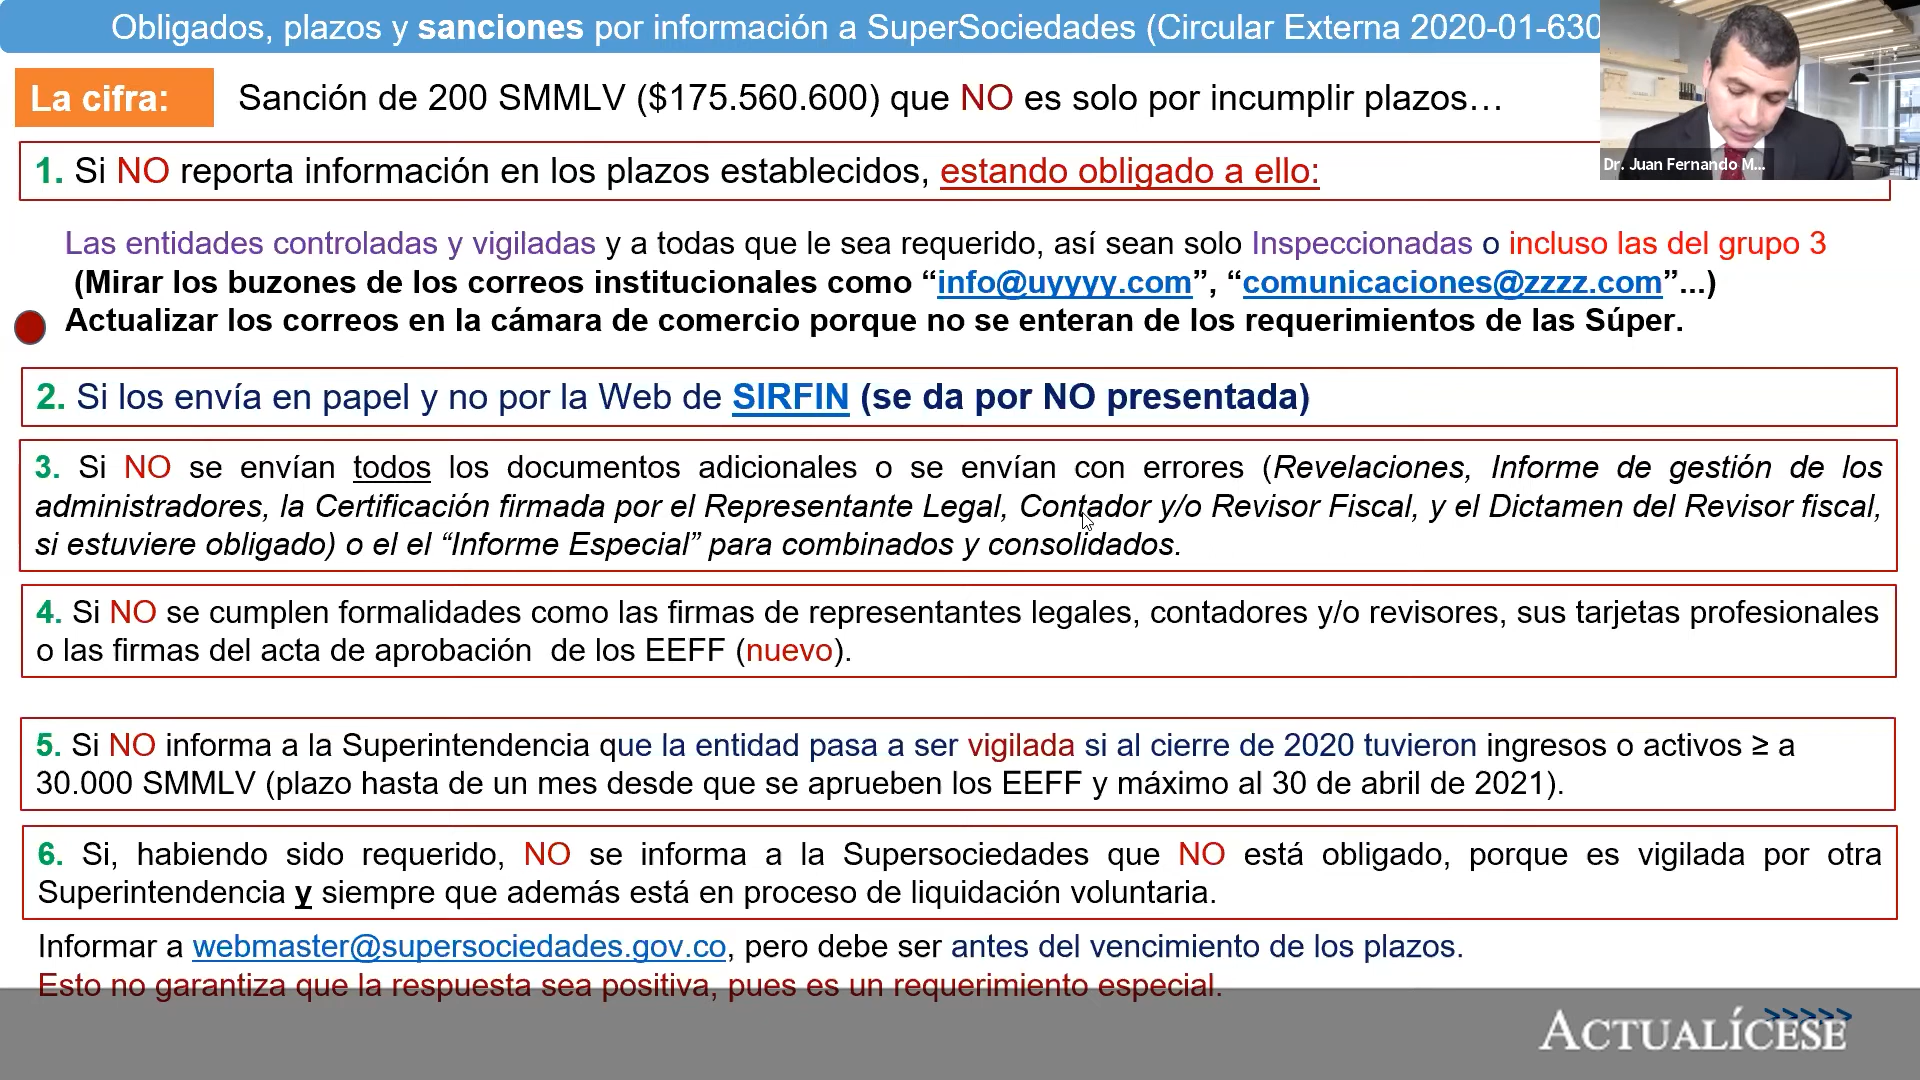 Obligados, plazos y sanciones por información a SuperSociedades (Circular Externa 2020-01-630
La cifra: Sanción de 200 SMMLV ($175.560.600) que NO es solo por incumplir plazos…
Dr. Juan Fernando M...
1. Si NO reporta información en los plazos establecidos, estando obligado a ello:
Las entidades controladas y vigiladas y a todas que le sea requerido, así sean solo Inspeccionadas o incluso las del grupo 3
(Mirar los buzones de los correos institucionales como “info@uyyyy.com”, “comunicaciones@zzzz.com”...)
Actualizar los correos en la cámara de comercio porque no se enteran de los requerimientos de las Súper.
2. Si los envía en papel y no por la Web de SIRFIN (se da por NO presentada)
3. Si NO se envían todos los documentos adicionales o se envían con errores (Revelaciones, Informe de gestión de los
administradores, la Certificación firmada por el Representante Legal, Contador y/o Revisor Fiscal, y el Dictamen del Revisor fiscal,
si estuviere obligado) o el el “Informe Especial” para combinados y consolidados.
4. Si NO se cumplen formalidades como las firmas de representantes legales, contadores y/o revisores, sus tarjetas profesionales
o las firmas del acta de aprobación de los EEFF (nuevo).
5. Si NO informa a la Superintendencia que la entidad pasa a ser vigilada si al cierre de 2020 tuvieron ingresos o activos ≥ a
30.000 SMMLV (plazo hasta de un mes desde que se aprueben los EEFF y máximo al 30 de abril de 2021).
6. Si, habiendo sido requerido, NO se informa a la Supersociedades que NO está obligado, porque es vigilada por otra
Superintendencia y siempre que además está en proceso de liquidación voluntaria.
Informar a webmaster@supersociedades.gov.co, pero debe ser antes del vencimiento de los plazos.
Esto no garantiza que la respuesta sea positiva, pues es un requerimiento especial.
>>>>>
ACTUALÍCESE